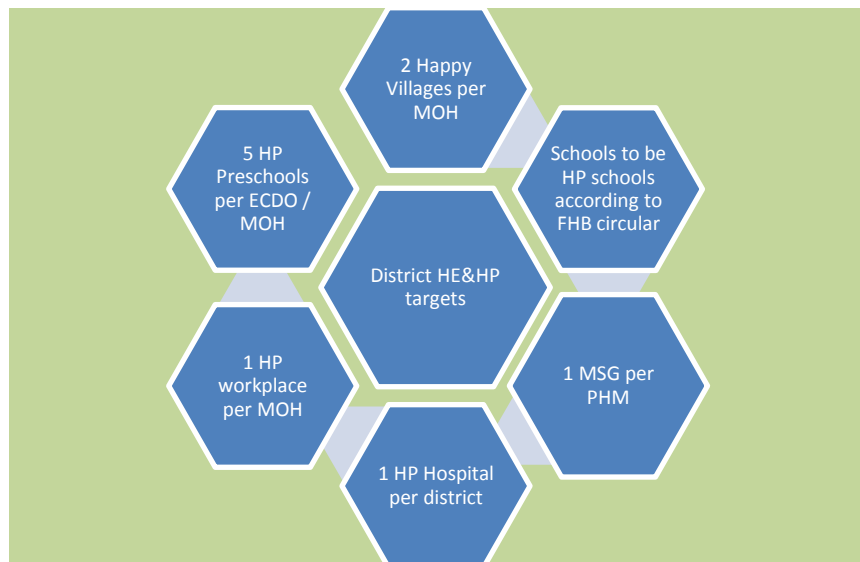 2 Happy
Villages per
MOH
Schools to be
HP schools
according to
FHB circular
1 MSG per
PHM
1 HP Hospital
per district
1 HP
workplace
per MOH
5 HP
Preschools
per ECDO /
MOH
District HE&HP
targets